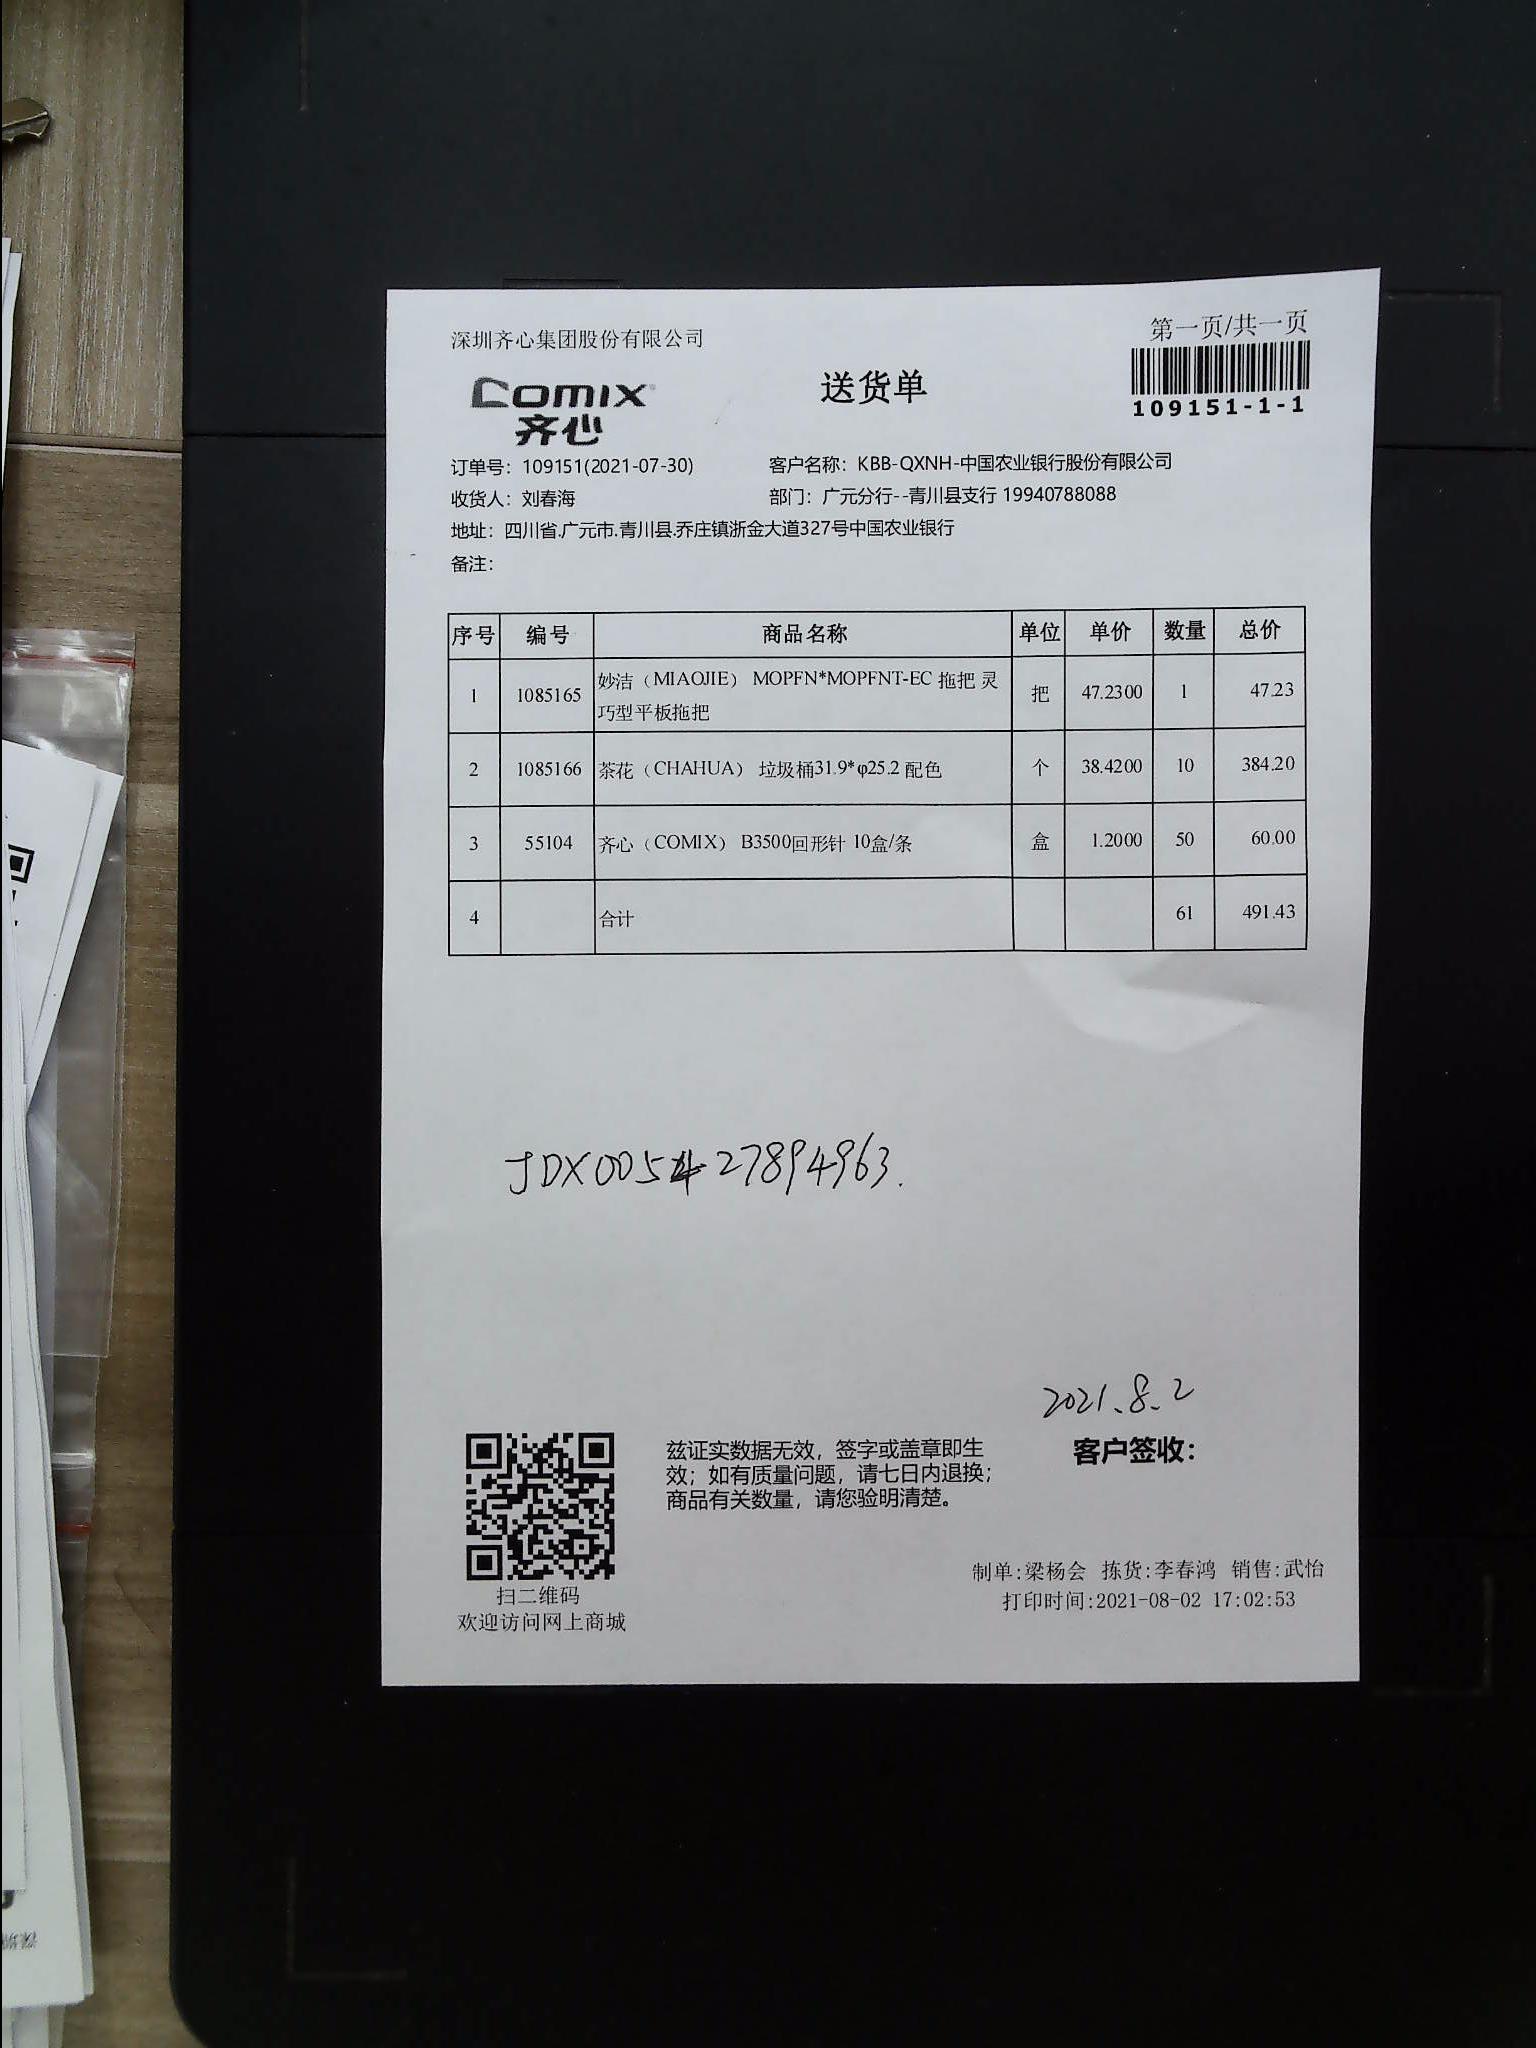 深圳齐心集团股份有限公司
第一页/共一页
comix
齐心
送货单
109151-1-1
订单号：109151(2021-07-30) 客户名称：KBB-QXNH-中国农业银行股份有限公司
收货人：刘春海 部门：广元分行--青川县支行 19940788088
地址：四川省.广元市.青川县.乔庄镇浙金大道327号中国农业银行
备注：
序号 编号 商品名称 单位 单价 数量 总价
1 1085165 妙洁（MIAOJIE） MOPFN*MOPFNT-EC 拖把 灵 把 47.2300 1 47.23
巧型平板拖把
2 1085166 茶花（CHAHUA） 垃圾桶31.9*φ25.2 配色 个 38.4200 10 384.20
3 55104 齐心（COMIX） B3500回形针 10盒/条 盒 1.2000 50 60.00
4 合计 61 491.43
JDX005427894963.
2021.8.2
兹证实数据无效，签字或盖章即生
效；如有质量问题，请七日内退换；
商品有关数量，请您验明清楚。
客户签收：
扫二维码
欢迎访问网上商城
制单:梁杨会 拣货:李春鸿 销售:武怡
打印时间:2021-08-02 17:02:53